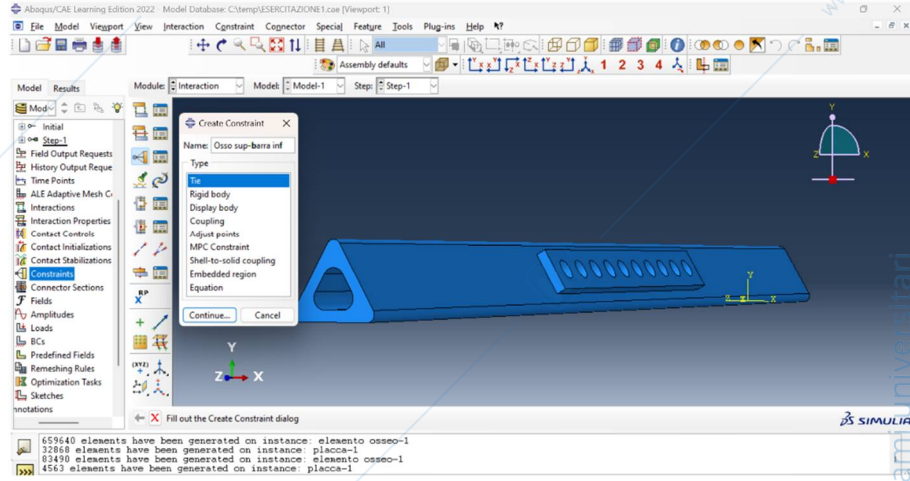 Abaqus/CAE Learning Edition 2022 - Model Database: C:\temp\ESERCITAZIONE1.cae [Viewport: 1]
File Model Viewport View Interaction Constraint Connector Special Feature Tools Plug-ins Help
All
Assembly defaults
1 2 3 4
Model Results
Module: Interaction Model: Model-1 Step: Step-1
Initial
Step-1
Field Output Requests
History Output Reque
Time Points
ALE Adaptive Mesh C
Interactions
Interaction Properties
Contact Controls
Contact Initializations
Contact Stabilizations
Constraints
Connector Sections
Fields
Amplitudes
Loads
BCs
Predefined Fields
Remeshing Rules
Optimization Tasks
Sketches
nnotations
RP
(XYZ)
Create Constraint
Name: Osso sup-barra inf
Type
Tie
Rigid body
Display body
Coupling
Adjust points
MPC Constraint
Shell-to-solid coupling
Embedded region
Equation
Continue... Cancel
Y
Z X
Y
Z X
Y
Z X
Fill out the Create Constraint dialog
SIMULIA
659640 elements have been generated on instance: elemento osseo-1
32868 elements have been generated on instance: placca-1
83490 elements have been generated on instance: elemento osseo-1
4563 elements have been generated on instance: placca-1